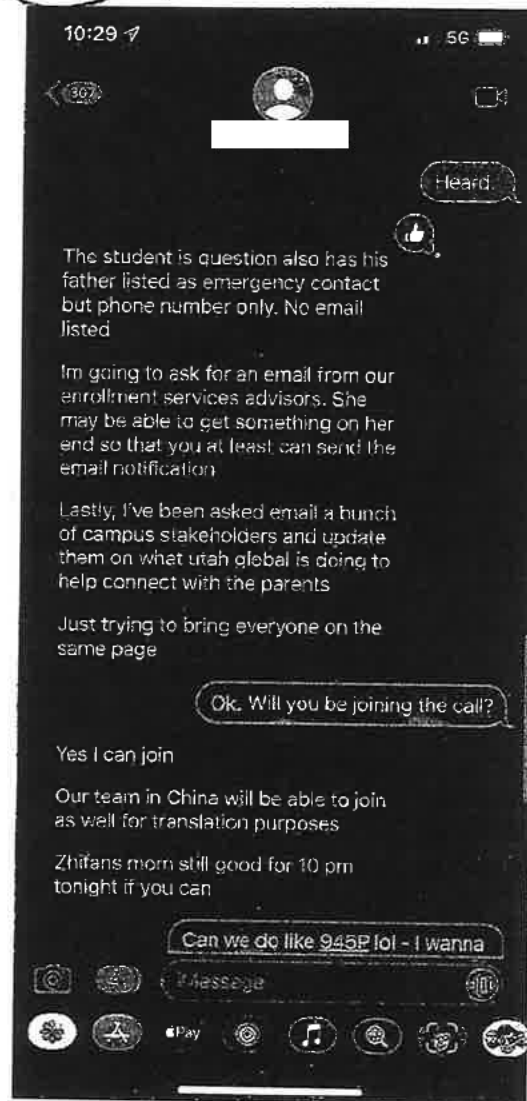 10:29
5G
367
Heard.
The student is question also has his
father listed as emergency contact
but phone number only. No email
listed
Im going to ask for an email from our
enrollment services advisors. She
may be able to get something on her
end so that you at least can send the
email notification
Lastly, I've been asked email a bunch
of campus stakeholders and update
them on what utah global is doing to
help connect with the parents
Just trying to bring everyone on the
same page
Ok. Will you be joining the call?
Yes I can join
Our team in China will be able to join
as well for translation purposes
Zhifans mom still good for 10 pm
tonight if you can
Can we do like 945P lol - I wanna
iMessage
Pay